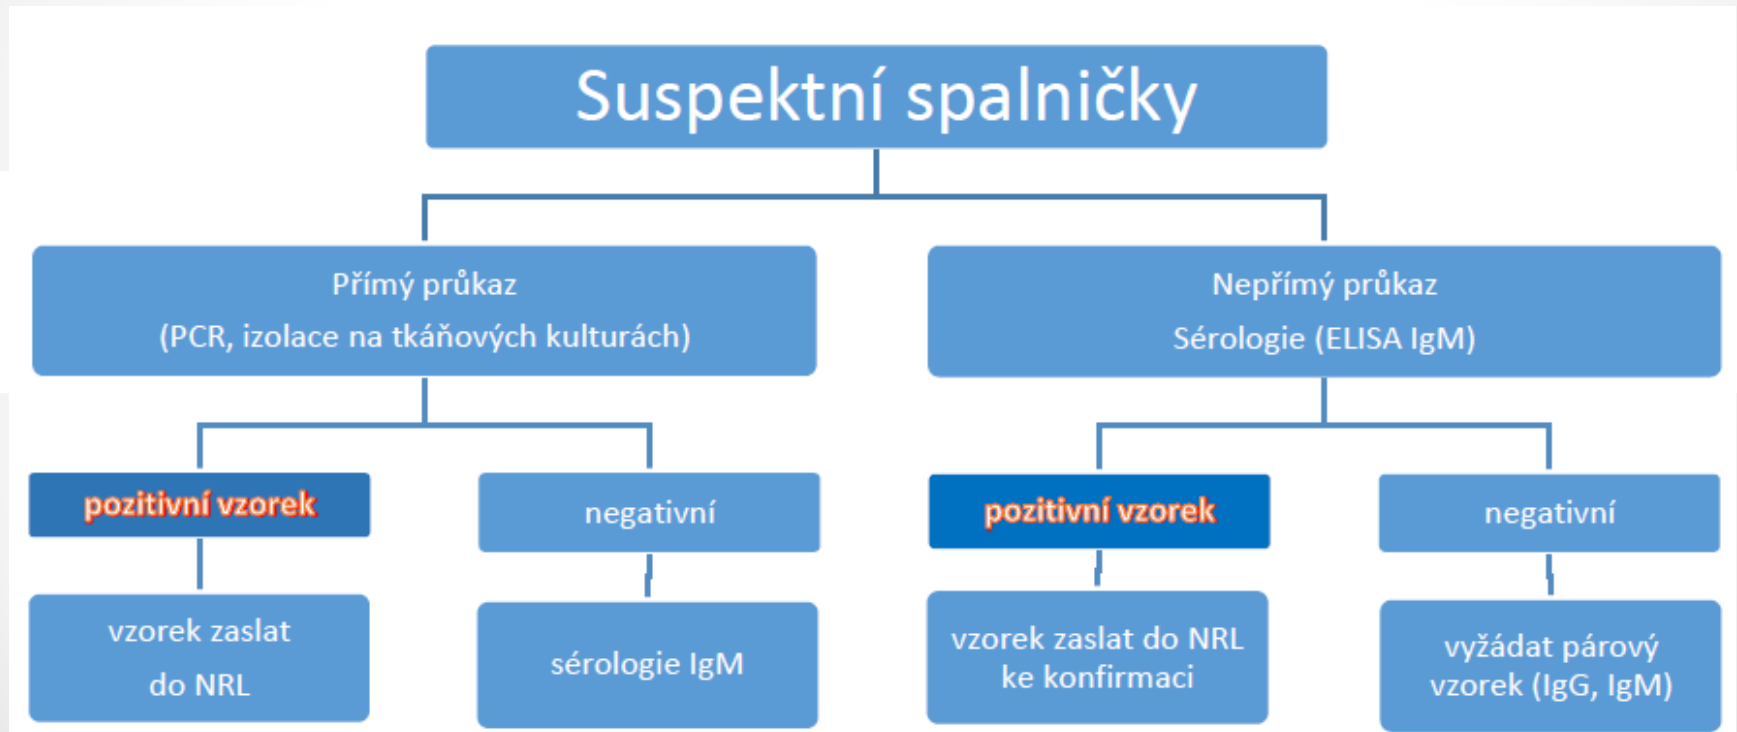 Suspektní spalničky
Přímý průkaz
(PCR, izolace na tkáňových kulturách)
Nepřímý průkaz
Sérologie (ELISA IgM)
pozitivní vzorek
negativní
pozitivní vzorek
negativní
vzorek zaslat
do NRL
sérologie IgM
vzorek zaslat do NRL
ke konfirmaci
vyžádat párový
vzorek (IgG, IgM)